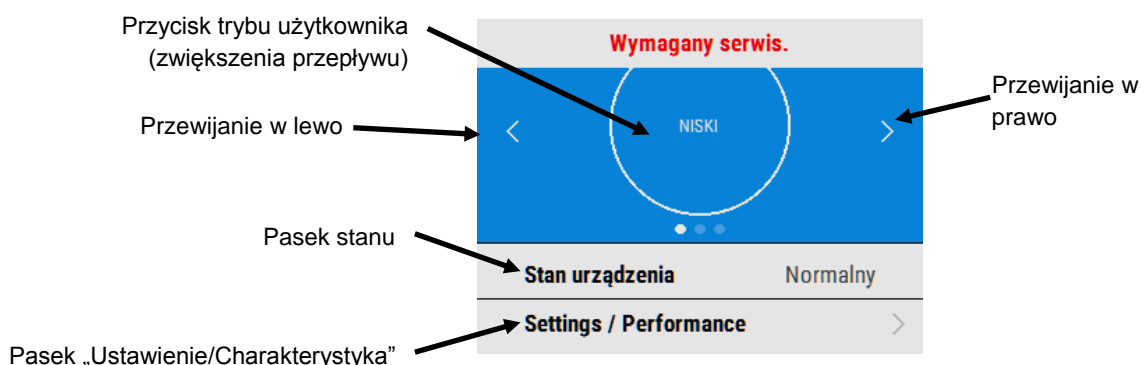 Przycisk trybu użytkownika
(zwiększenia przepływu)
Wymagany serwis.
Przewijanie w
prawo
Przewijanie w lewo
NISKI
Pasek stanu
Stan urządzenia Normalny
Settings / Performance
Pasek „Ustawienie/Charakterystyka”